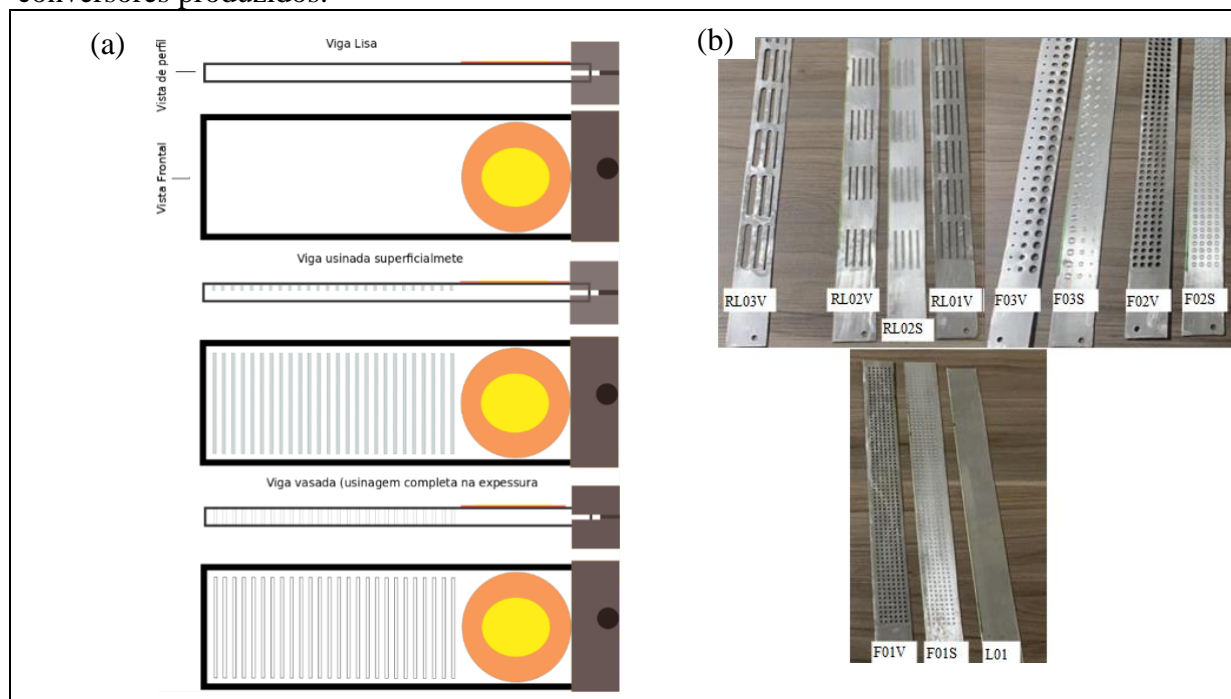 conversores produzidos.
(a)
Viga Lisa
Vista de perfil
Vista Frontal
Viga usinada superficialmete
Viga vasada (usinagem completa na expessura
(b)
RL03V
RL02V
RL02S
RL01V
F03V
F03S
F02V
F02S
F01V
F01S
L01